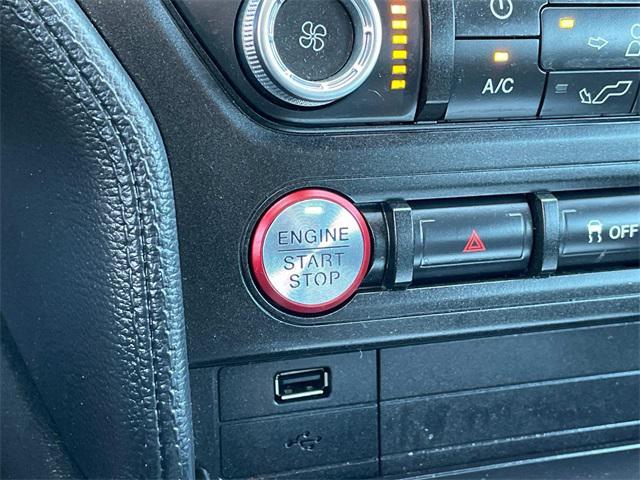 A/C
ENGINE
START
STOP
OFF